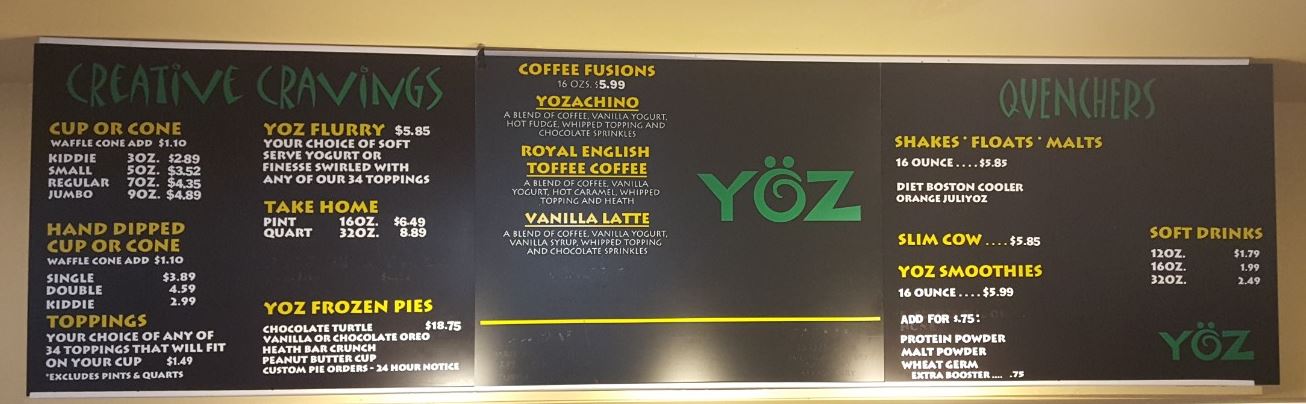 CREATIVE CRAVINGS
CUP OR CONE
WAFFLE CONE ADD $1.10
KIDDIE 3OZ. $2.89
SMALL 5OZ. $3.52
REGULAR 7OZ. $4.35
JUMBO 9OZ. $4.89
HAND DIPPED
CUP OR CONE
WAFFLE CONE ADD $1.10
SINGLE $3.89
DOUBLE 4.59
KIDDIE 2.99
TOPPINGS
YOUR CHOICE OF ANY OF
34 TOPPINGS THAT WILL FIT
ON YOUR CUP $1.49
*EXCLUDES PINTS & QUARTS
YOZ FLURRY $5.85
YOUR CHOICE OF SOFT
SERVE YOGURT OR
FINESSE SWIRLED WITH
ANY OF OUR 34 TOPPINGS
TAKE HOME
PINT 16OZ. $6.49
QUART 32OZ. 8.89
YOZ FROZEN PIES
CHOCOLATE TURTLE $18.75
VANILLA OR CHOCOLATE OREO
HEATH BAR CRUNCH
PEANUT BUTTER CUP
CUSTOM PIE ORDERS - 24 HOUR NOTICE
COFFEE FUSIONS
16 OZS. $5.99
YOZACHINO
A BLEND OF COFFEE, VANILLA YOGURT,
HOT FUDGE, WHIPPED TOPPING AND
CHOCOLATE SPRINKLES
ROYAL ENGLISH
TOFFEE COFFEE
A BLEND OF COFFEE, VANILLA
YOGURT, HOT CARAMEL, WHIPPED
TOPPING AND HEATH
VANILLA LATTE
A BLEND OF COFFEE, VANILLA YOGURT,
VANILLA SYRUP, WHIPPED TOPPING
AND CHOCOLATE SPRINKLES
YÖZ
QUENCHERS
SHAKES * FLOATS * MALTS
16 OUNCE....$5.85
DIET BOSTON COOLER
ORANGE JULIYOZ
SLIM COW....$5.85
YOZ SMOOTHIES
16 OUNCE....$5.99
ADD FOR $.75:
PROTEIN POWDER
MALT POWDER
WHEAT GERM
EXTRA BOOSTER.... .75
SOFT DRINKS
12OZ. $1.79
16OZ. 1.99
32OZ. 2.49
YÖZ